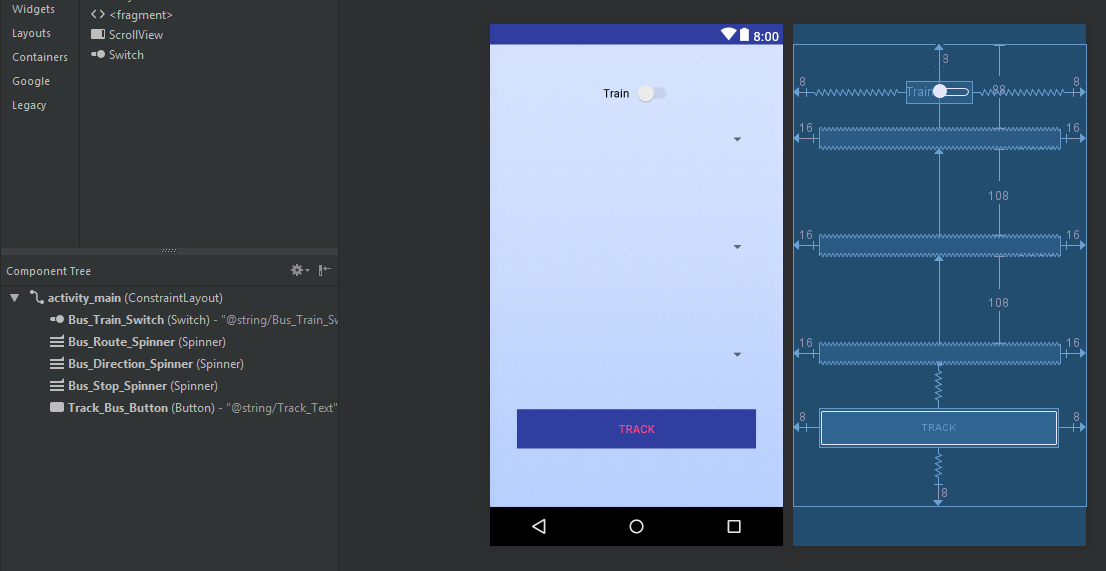 Widgets
<fragment>
Layouts
ScrollView
Containers
Switch
Google
Legacy
Component Tree
activity_main (ConstraintLayout)
Bus_Train_Switch (Switch) - "@string/Bus_Train_Sw
Bus_Route_Spinner (Spinner)
Bus_Direction_Spinner (Spinner)
Bus_Stop_Spinner (Spinner)
Track_Bus_Button (Button) - "@string/Track_Text"
8:00
Train
TRACK
8
8
8
Train
88
16
16
108
16
16
108
16
16
8
8
TRACK
8